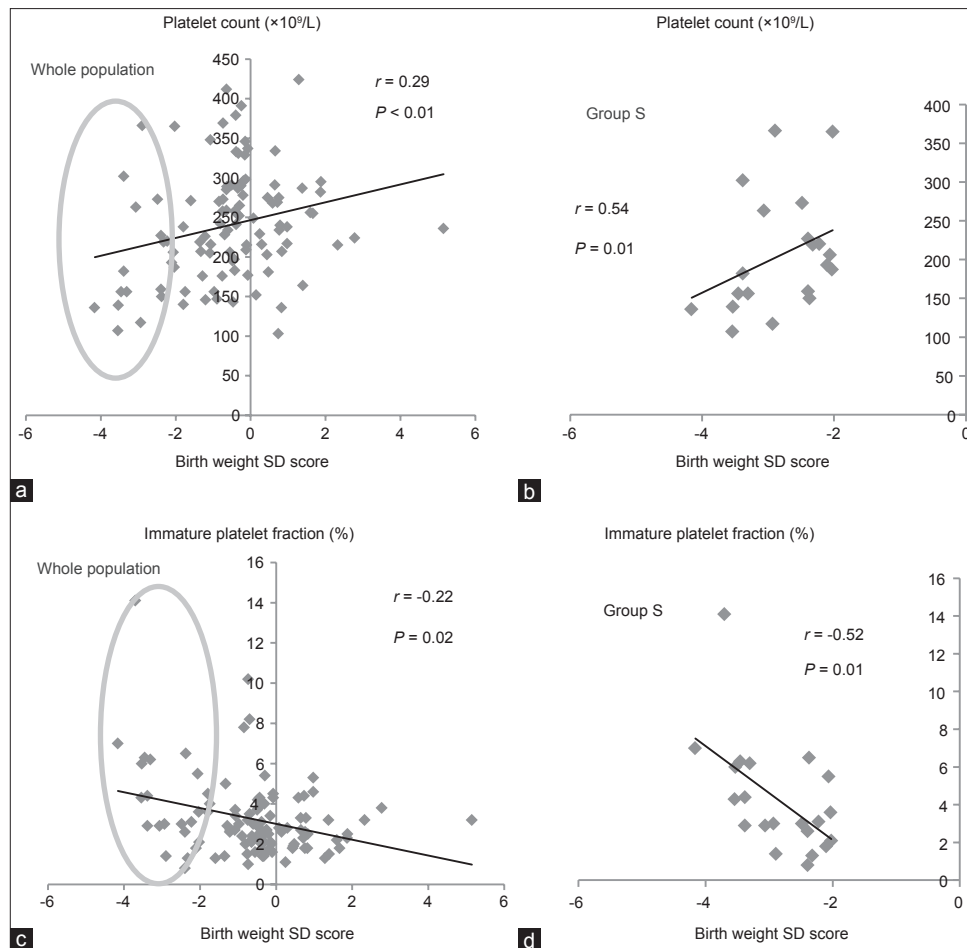 Platelet count (×10⁹/L)
Whole population
450
400
350
300
250
200
150
100
50
0
r = 0.29
P < 0.01
-6
-4
-2
0
2
4
6
Birth weight SD score
a
Platelet count (×10⁹/L)
Group S
400
350
300
250
200
150
100
50
0
r = 0.54
P = 0.01
-6
-4
-2
0
Birth weight SD score
b
Immature platelet fraction (%)
Whole population
16
14
12
10
8
6
4
2
0
r = -0.22
P = 0.02
-6
-4
-2
0
2
4
6
Birth weight SD score
c
Immature platelet fraction (%)
Group S
16
14
12
10
8
6
4
2
0
r = -0.52
P = 0.01
-6
-4
-2
0
Birth weight SD score
d